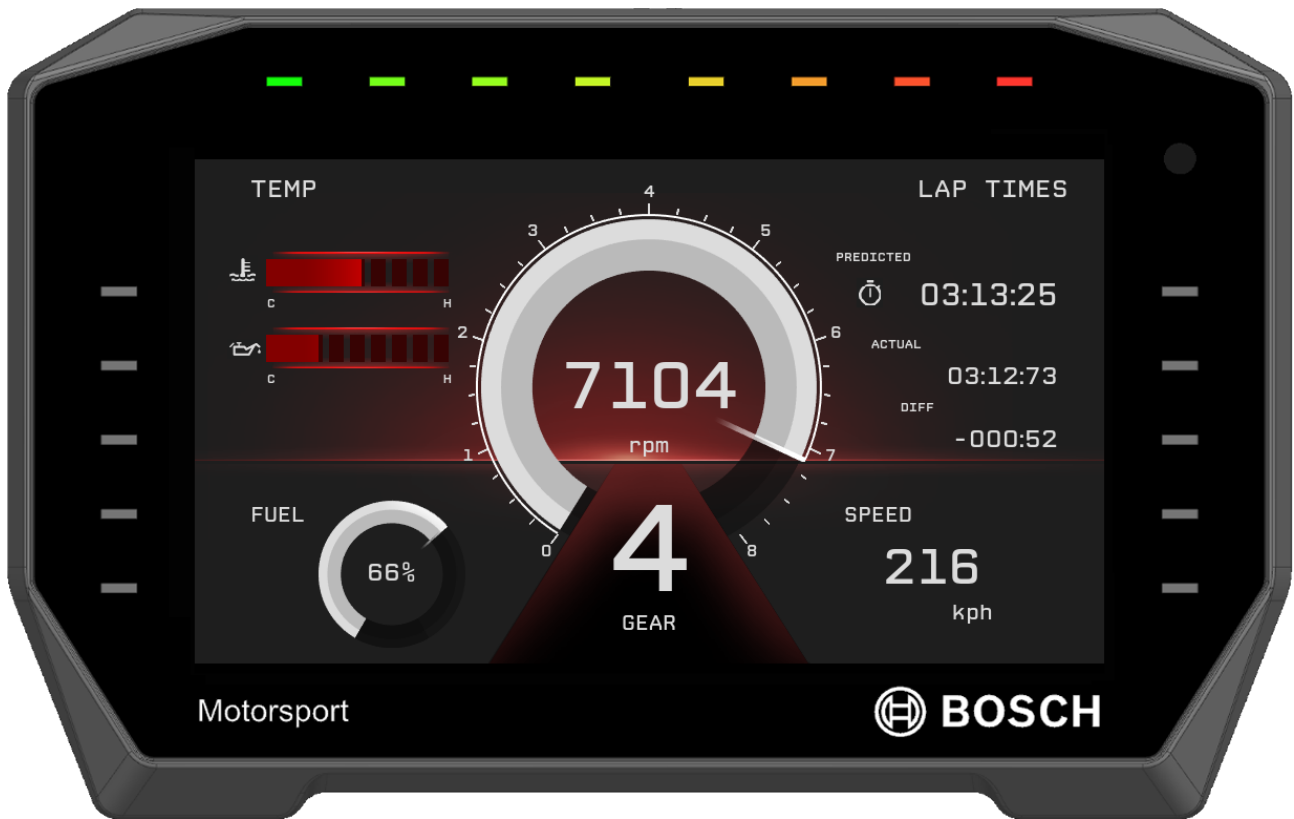 TEMP
LAP TIMES
C H
C H
PREDICTED
03:13:25
ACTUAL
03:12:73
DIFF
-000:52
0
1
2
3
4
5
6
7
8
7104
rpm
4
GEAR
FUEL
66%
SPEED
216
kph
Motorsport
BOSCH